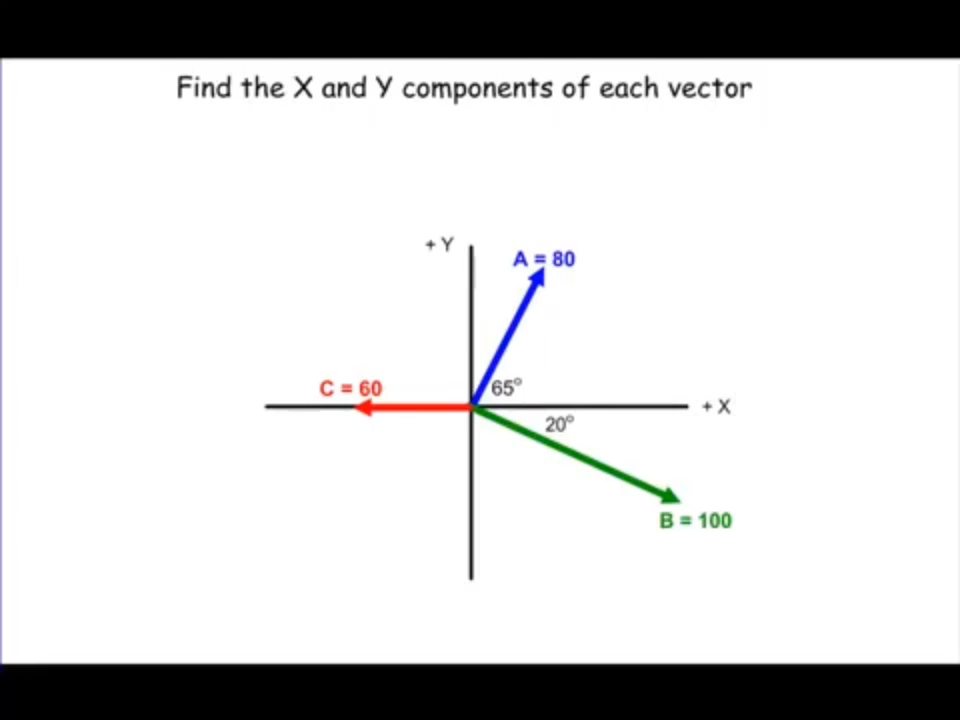 Find the X and Y components of each vector
+ Y
A = 80
C = 60
65°
+ X
20°
B = 100